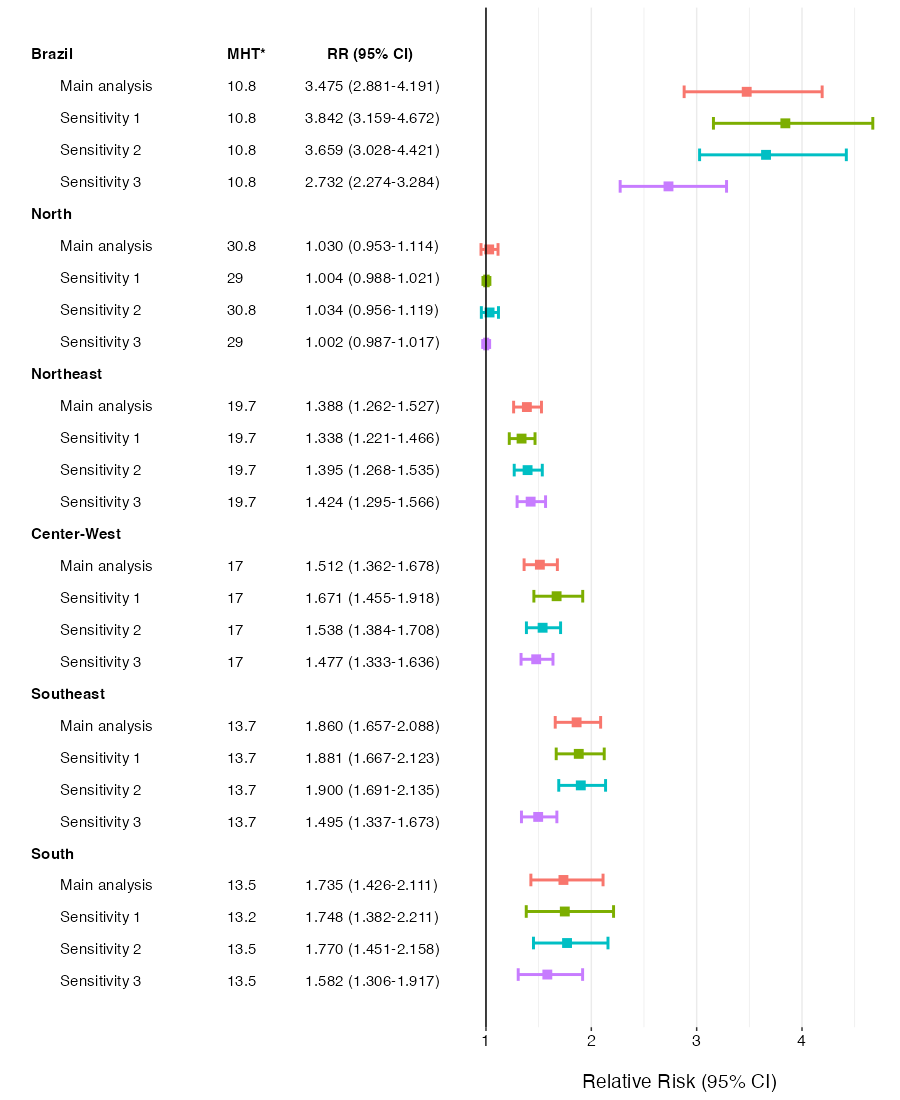 Brazil MHT* RR (95% CI)
Main analysis 10.8 3.475 (2.881-4.191)
Sensitivity 1 10.8 3.842 (3.159-4.672)
Sensitivity 2 10.8 3.659 (3.028-4.421)
Sensitivity 3 10.8 2.732 (2.274-3.284)
North
Main analysis 30.8 1.030 (0.953-1.114)
Sensitivity 1 29 1.004 (0.988-1.021)
Sensitivity 2 30.8 1.034 (0.956-1.119)
Sensitivity 3 29 1.002 (0.987-1.017)
Northeast
Main analysis 19.7 1.388 (1.262-1.527)
Sensitivity 1 19.7 1.338 (1.221-1.466)
Sensitivity 2 19.7 1.395 (1.268-1.535)
Sensitivity 3 19.7 1.424 (1.295-1.566)
Center-West
Main analysis 17 1.512 (1.362-1.678)
Sensitivity 1 17 1.671 (1.455-1.918)
Sensitivity 2 17 1.538 (1.384-1.708)
Sensitivity 3 17 1.477 (1.333-1.636)
Southeast
Main analysis 13.7 1.860 (1.657-2.088)
Sensitivity 1 13.7 1.881 (1.667-2.123)
Sensitivity 2 13.7 1.900 (1.691-2.135)
Sensitivity 3 13.7 1.495 (1.337-1.673)
South
Main analysis 13.5 1.735 (1.426-2.111)
Sensitivity 1 13.2 1.748 (1.382-2.211)
Sensitivity 2 13.5 1.770 (1.451-2.158)
Sensitivity 3 13.5 1.582 (1.306-1.917)
1 2 3 4
Relative Risk (95% CI)